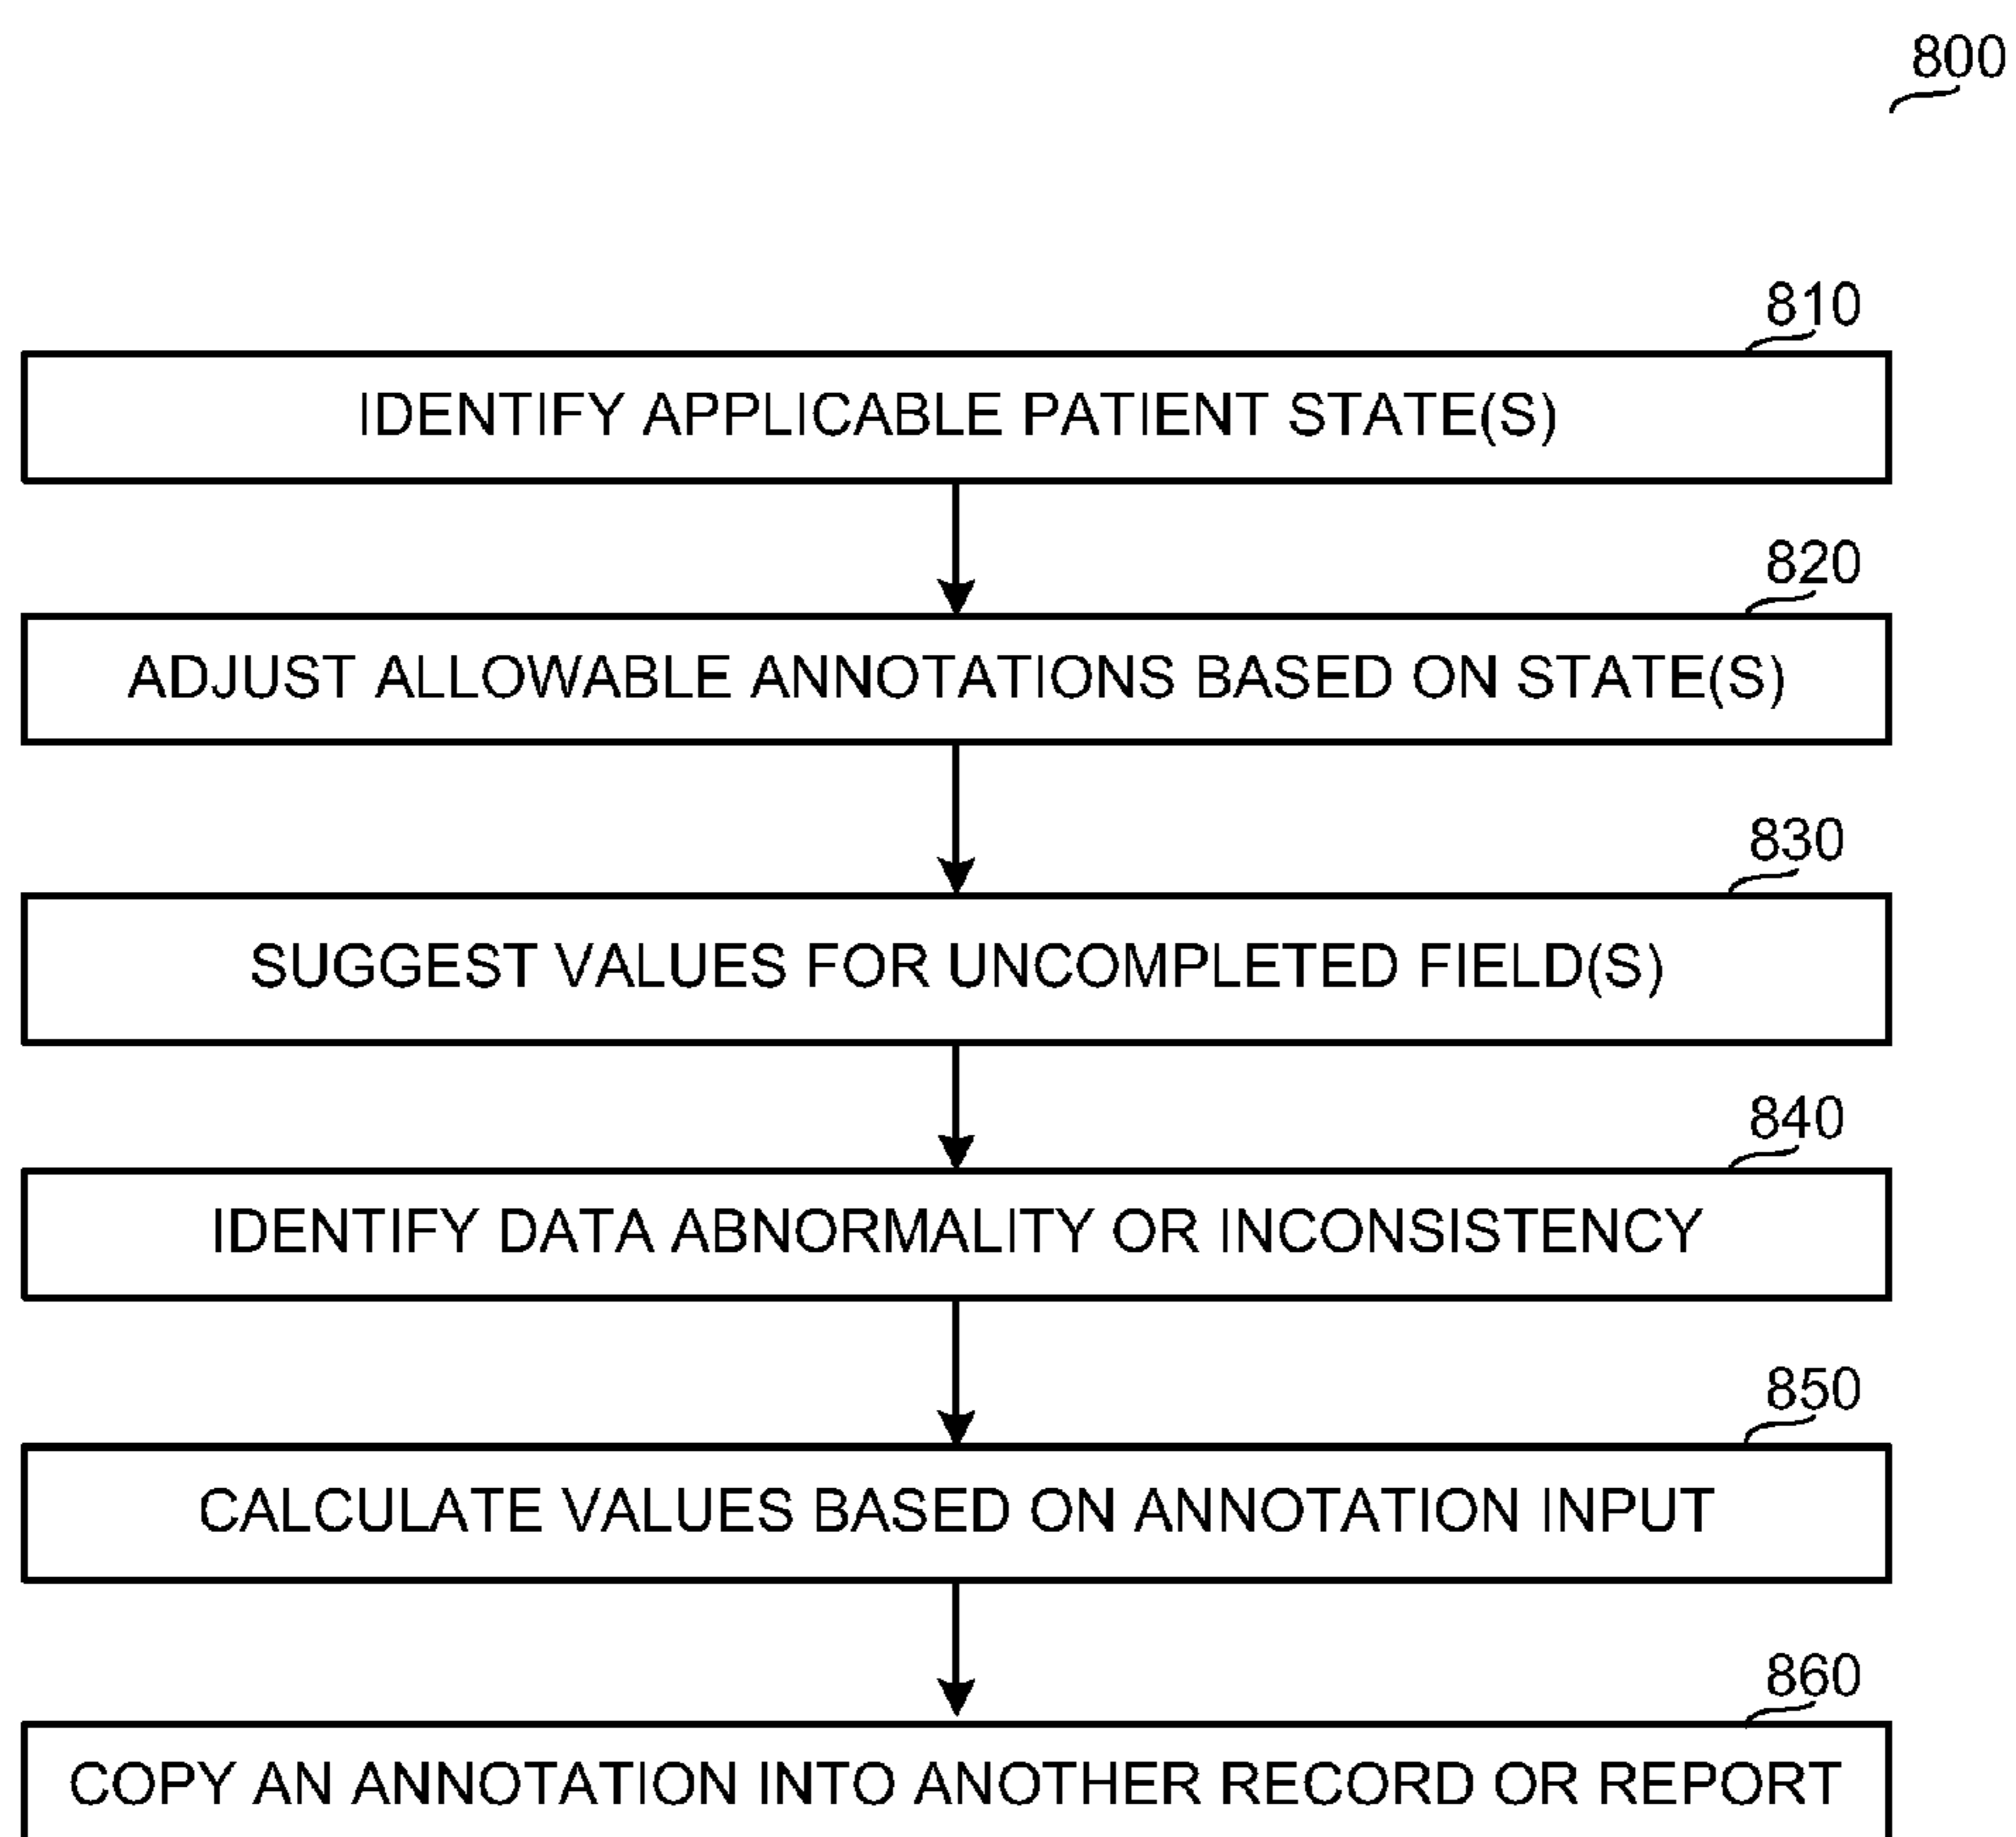 800
810
IDENTIFY APPLICABLE PATIENT STATE(S)
820
ADJUST ALLOWABLE ANNOTATIONS BASED ON STATE(S)
830
SUGGEST VALUES FOR UNCOMPLETED FIELD(S)
840
IDENTIFY DATA ABNORMALITY OR INCONSISTENCY
850
CALCULATE VALUES BASED ON ANNOTATION INPUT
860
COPY AN ANNOTATION INTO ANOTHER RECORD OR REPORT